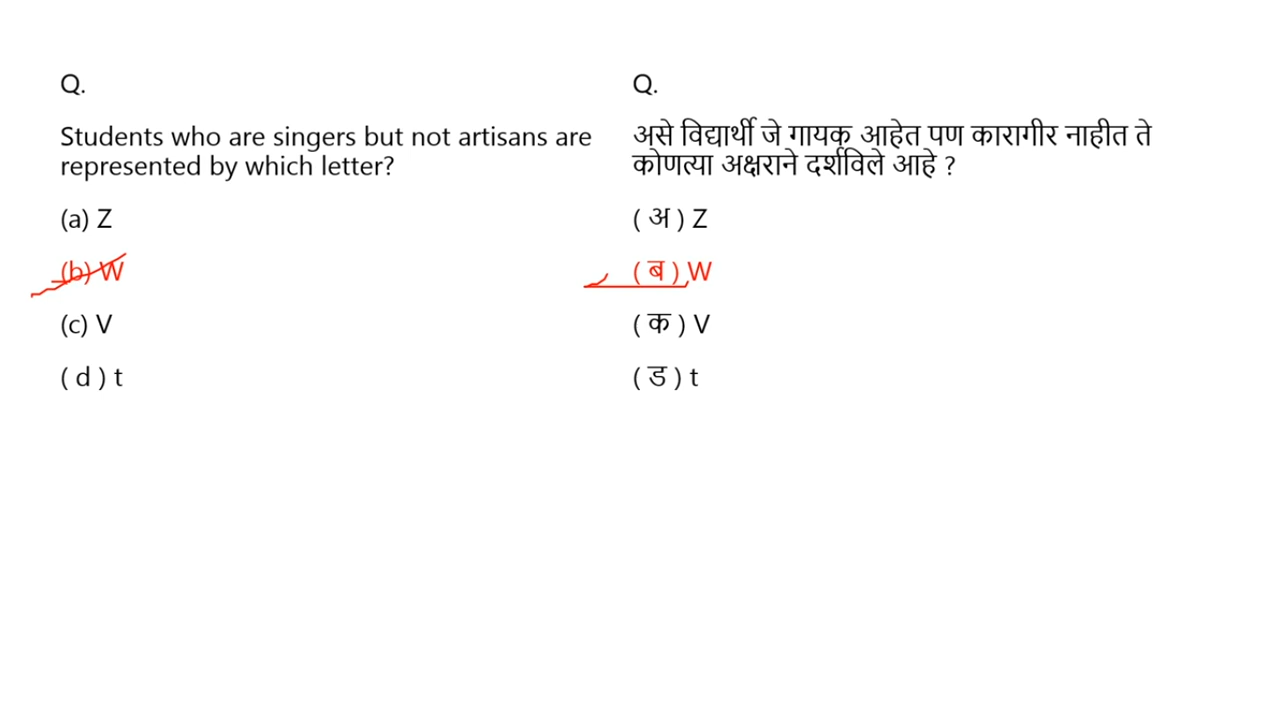 Q.
Students who are singers but not artisans are
represented by which letter?
(a) Z
(b) W
(c) V
( d ) t
Q.
असे विद्यार्थी जे गायक आहेत पण कारागीर नाहीत ते
कोणत्या अक्षराने दर्शविले आहे ?
( अ ) Z
( ब ) W
( क ) V
( ड ) t